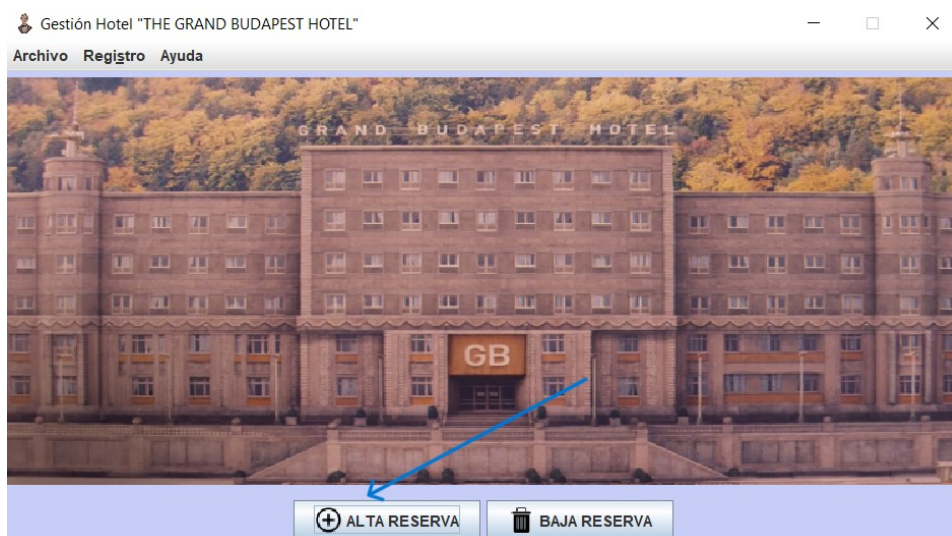 Gestión Hotel "THE GRAND BUDAPEST HOTEL"
Archivo Registro Ayuda
GRAND BUDAPEST HOTEL
GB
ALTA RESERVA BAJA RESERVA